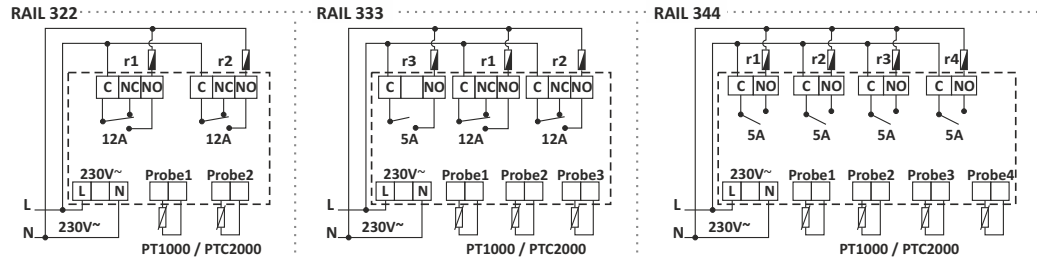 RAIL 322
r1 r2
C NC NO C NC NO
12A 12A
230V~ Probe1 Probe2
L N
L
N 230V~
PT1000 / PTC2000
RAIL 333
r3 r1 r2
C NO C NC NO C NC NO
5A 12A 12A
230V~ Probe1 Probe2 Probe3
L N
L
N 230V~
PT1000 / PTC2000
RAIL 344
r1 r2 r3 r4
C NO C NO C NO C NO
5A 5A 5A 5A
230V~ Probe1 Probe2 Probe3 Probe4
L N
L
N 230V~
PT1000 / PTC2000